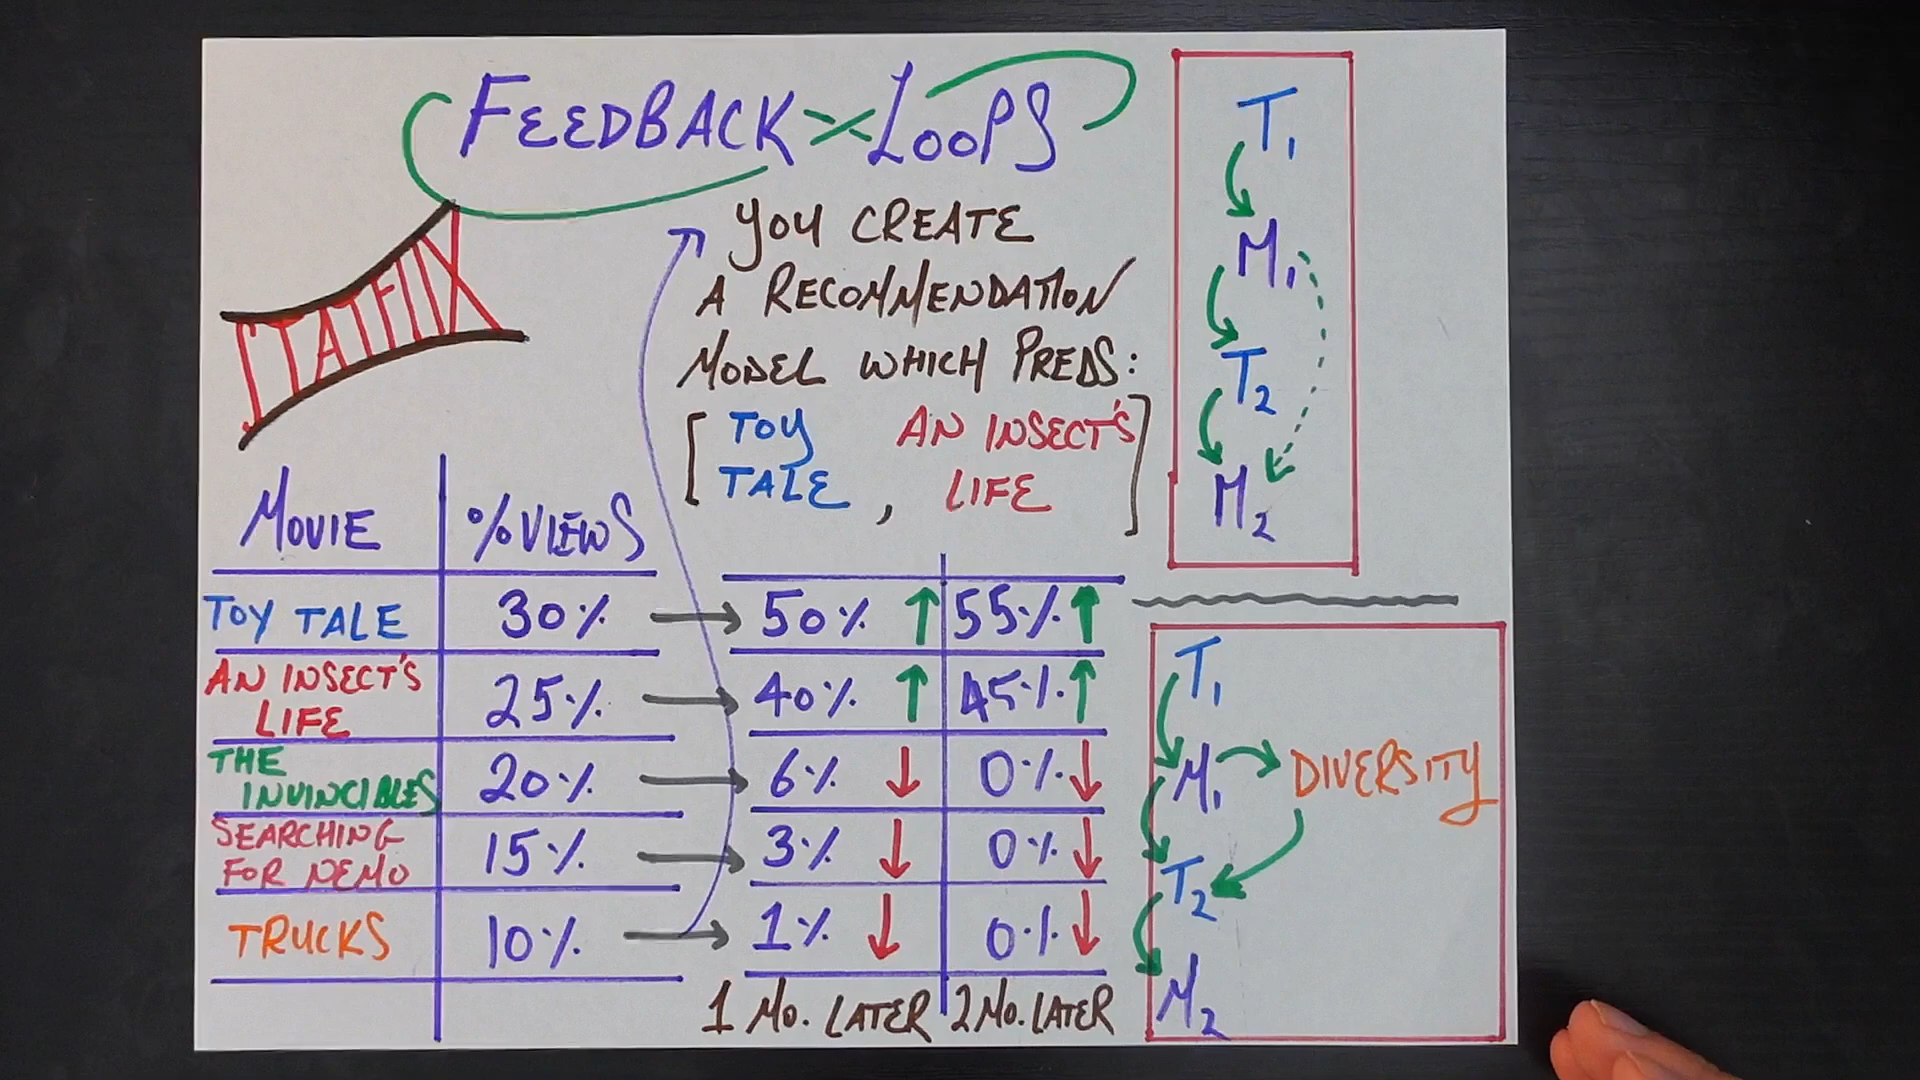 FEEDBACK LOOPS
STATFLIX
YOU CREATE
A RECOMMENDATION
MODEL WHICH PREDS:
[TOY AN INSECT'S
TALE, LIFE]
MOVIE %VIEWS
TOY TALE 30% 50% 55%
AN INSECT'S
LIFE 25% 40% 45%
THE
INVINCIBLES 20% 6% 0%
SEARCHING
FOR NEMO 15% 3% 0%
TRUCKS 10% 1% 0%
1 MO. LATER 2 MO. LATER
T1
M1
T2
M2
T1
M1 DIVERSITY
T2
M2